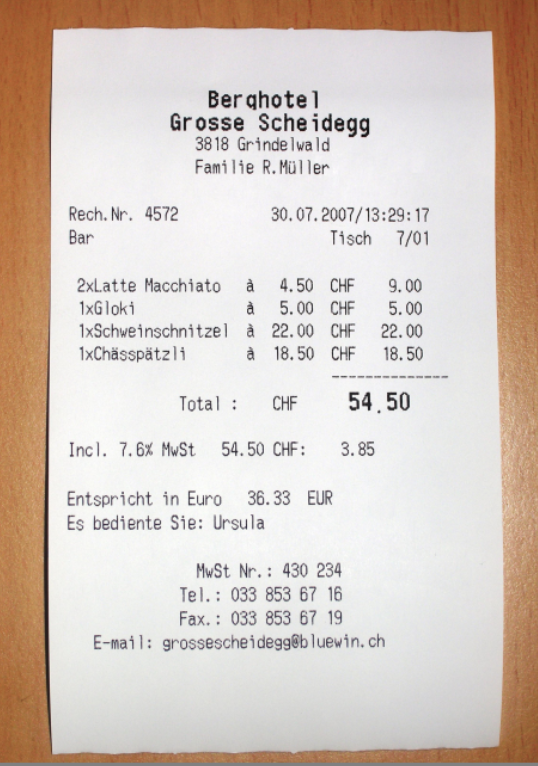 Berghotel
Grosse Scheidegg
3818 Grindelwald
Familie R.Müller
Rech.Nr. 4572 30.07.2007/13:29:17
Bar Tisch 7/01
2xLatte Macchiato à 4.50 CHF 9.00
1xGloki à 5.00 CHF 5.00
1xSchweinschnitzel à 22.00 CHF 22.00
1xChässpätzli à 18.50 CHF 18.50
--------------
Total : CHF 54.50
Incl. 7.6% MwSt 54.50 CHF: 3.85
Entspricht in Euro 36.33 EUR
Es bediente Sie: Ursula
MwSt Nr.: 430 234
Tel.: 033 853 67 16
Fax.: 033 853 67 19
E-mail: grossescheidegg@bluewin.ch